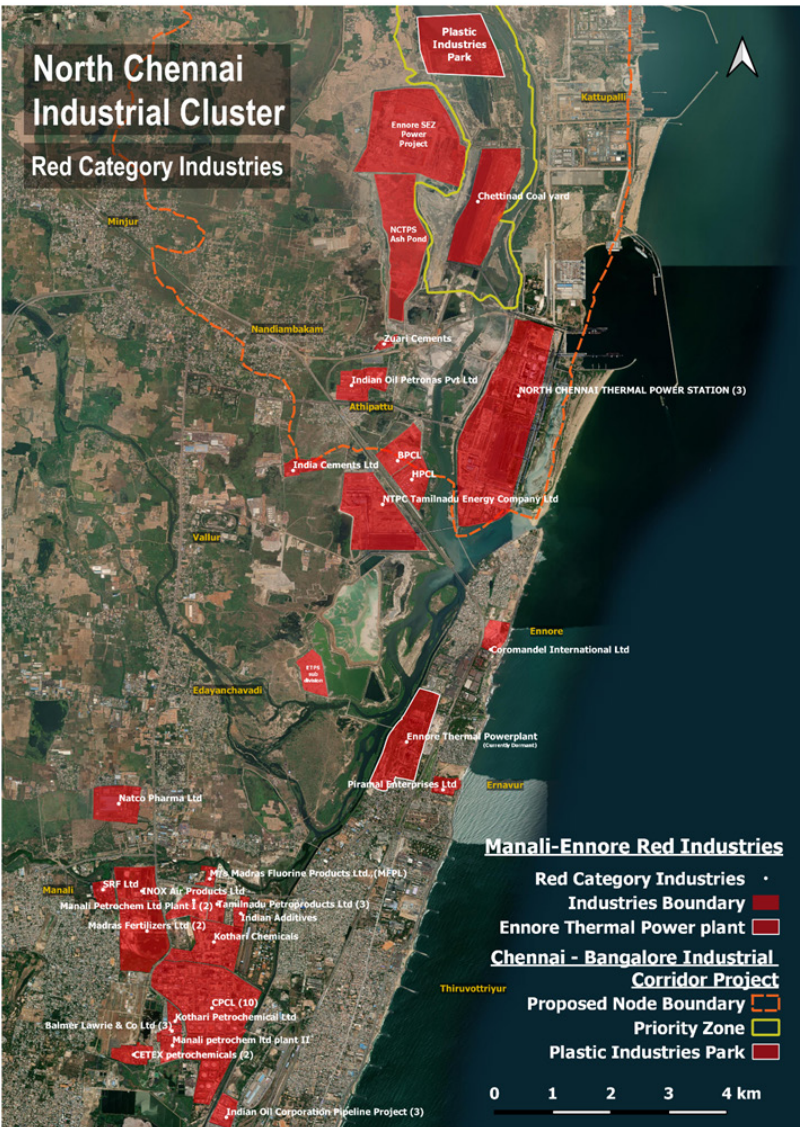 North Chennai
Industrial Cluster
Red Category Industries
Plastic
Industries
Park
Kattupalli
Ennore SEZ
Power
Project
Chettinad Coal yard
Minjur
NCTPS
Ash Pond
Nandiambakam
Zuari Cements
Indian Oil Petronas Pvt Ltd
NORTH CHENNAI THERMAL POWER STATION (3)
Athipattu
BPCL
India Cements Ltd
HPCL
NTPC Tamilnadu Energy Company Ltd
Vallur
Ennore
Coromandel International Ltd
ETPS
division
Edayanchavadi
Ennore Thermal Powerplant
(Currently Dormant)
Piramal Enterprises Ltd
Ernavur
Natco Pharma Ltd
M/s Madras Fluorine Products Ltd. (MFPL)
SRF Ltd
Manali
INOX Air Products Ltd
Manali Petrochem Ltd Plant I (2)
Tamilnadu Petroproducts Ltd (3)
Indian Additives
Madras Fertilizers Ltd (2)
Kothari Chemicals
CPCL (10)
Kothari Petrochemical Ltd
Balmer Lawrie & Co Ltd (3)
Manali petrochem ltd plant II
CETEX petrochemicals (2)
Indian Oil Corporation Pipeline Project (3)
Thiruvottriyur
Manali-Ennore Red Industries
Red Category Industries
Industries Boundary
Ennore Thermal Power plant
Chennai - Bangalore Industrial
Corridor Project
Proposed Node Boundary
Priority Zone
Plastic Industries Park
0 1 2 3 4 km